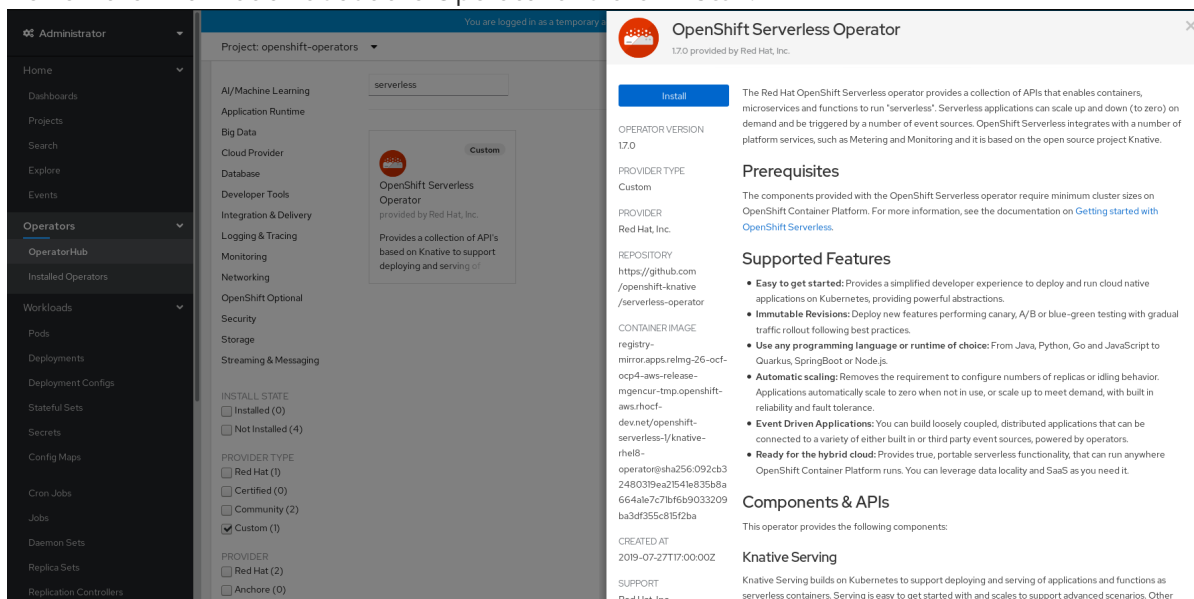 You are logged in as a temporary a
Administrator
Home
Dashboards
Projects
Search
Explore
Events
Operators
OperatorHub
Installed Operators
Workloads
Pods
Deployments
Deployment Configs
Stateful Sets
Secrets
Config Maps
Cron Jobs
Jobs
Daemon Sets
Replica Sets
Replication Controllers
Project: openshift-operators
AI/Machine Learning
Application Runtime
Big Data
Cloud Provider
Database
Developer Tools
Integration & Delivery
Logging & Tracing
Monitoring
Networking
OpenShift Optional
Security
Storage
Streaming & Messaging
INSTALL STATE
Installed (0)
Not Installed (4)
PROVIDER TYPE
Red Hat (1)
Certified (0)
Community (2)
Custom (1)
PROVIDER
Red Hat (2)
Anchore (0)
serverless
Custom
OpenShift Serverless
Operator
provided by Red Hat, Inc.
Provides a collection of API's
based on Knative to support
deploying and serving of
OpenShift Serverless Operator
1.7.0 provided by Red Hat, Inc.
Install
OPERATOR VERSION
1.7.0
PROVIDER TYPE
Custom
PROVIDER
Red Hat, Inc.
REPOSITORY
https://github.com
/openshift-knative
/serverless-operator
CONTAINER IMAGE
registry-
mirror.apps.relmg-26-ocf-
ocp4-aws-release-
mgencur-tmp.openshift-
aws.rhocf-
dev.net/openshift-
serverless-1/knative-
rhel8-
operator@sha256:092cb3
2480319ea21541e835b8a
664a1e7c71bf6b9033209
ba3df355c815f2ba
CREATED AT
2019-07-27T17:00:00Z
SUPPORT
The Red Hat OpenShift Serverless operator provides a collection of APIs that enables containers,
microservices and functions to run "serverless". Serverless applications can scale up and down (to zero) on
demand and be triggered by a number of event sources. OpenShift Serverless integrates with a number of
platform services, such as Metering and Monitoring and it is based on the open source project Knative.
Prerequisites
The components provided with the OpenShift Serverless operator require minimum cluster sizes on
OpenShift Container Platform. For more information, see the documentation on Getting started with
OpenShift Serverless.
Supported Features
• Easy to get started: Provides a simplified developer experience to deploy and run cloud native
applications on Kubernetes, providing powerful abstractions.
• Immutable Revisions: Deploy new features performing canary, A/B or blue-green testing with gradual
traffic rollout following best practices.
• Use any programming language or runtime of choice: From Java, Python, Go and JavaScript to
Quarkus, SpringBoot or Node.js.
• Automatic scaling: Removes the requirement to configure numbers of replicas or idling behavior.
Applications automatically scale to zero when not in use, or scale up to meet demand, with built in
reliability and fault tolerance.
• Event Driven Applications: You can build loosely coupled, distributed applications that can be
connected to a variety of either built in or third party event sources, powered by operators.
• Ready for the hybrid cloud: Provides true, portable serverless functionality, that can run anywhere
OpenShift Container Platform runs. You can leverage data locality and SaaS as you need it.
Components & APIs
This operator provides the following components:
Knative Serving
Knative Serving builds on Kubernetes to support deploying and serving of applications and functions as
serverless containers. Serving is easy to get started with and scales to support advanced scenarios. Other